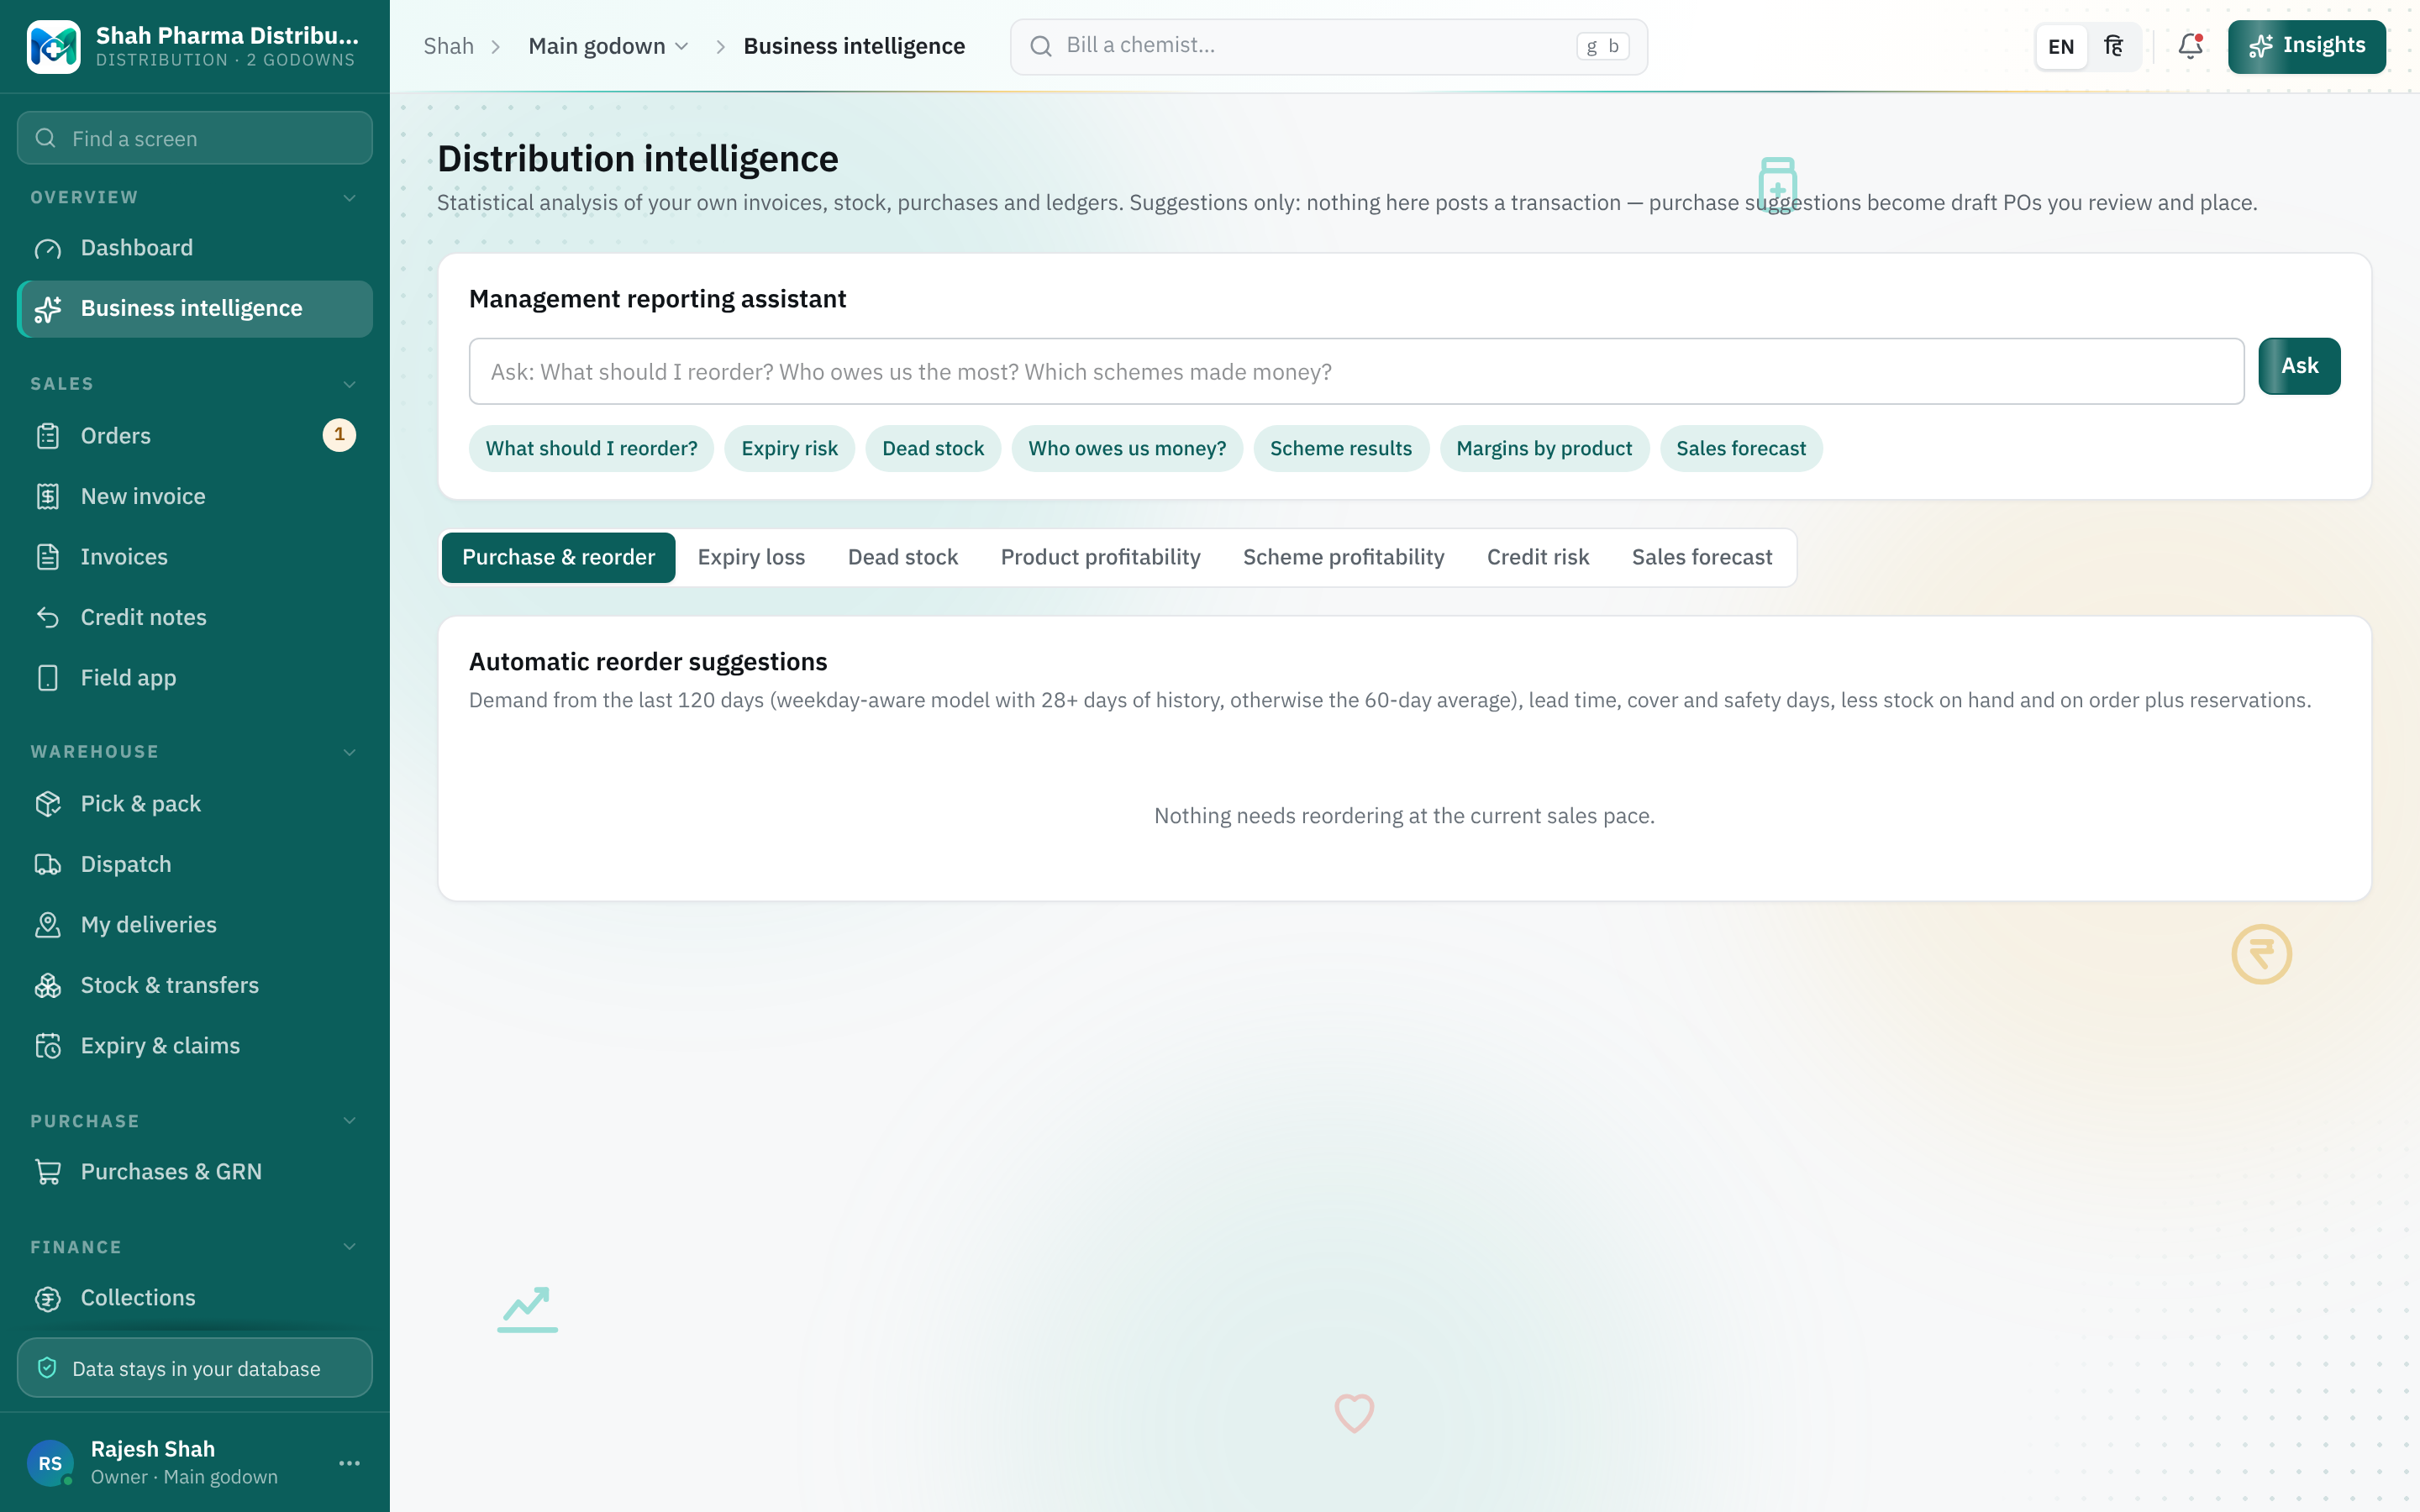 Shah Pharma Distribu...
DISTRIBUTION · 2 GODOWNS
Find a screen
OVERVIEW
Dashboard
Business intelligence
SALES
Orders 1
New invoice
Invoices
Credit notes
Field app
WAREHOUSE
Pick & pack
Dispatch
My deliveries
Stock & transfers
Expiry & claims
PURCHASE
Purchases & GRN
FINANCE
Collections
Data stays in your database
RS
Rajesh Shah
Owner · Main godown
Shah > Main godown > Business intelligence
Bill a chemist... g b
EN हि
Insights
Distribution intelligence
Statistical analysis of your own invoices, stock, purchases and ledgers. Suggestions only: nothing here posts a transaction — purchase suggestions become draft POs you review and place.
Management reporting assistant
Ask: What should I reorder? Who owes us the most? Which schemes made money?
Ask
What should I reorder? Expiry risk Dead stock Who owes us money? Scheme results Margins by product Sales forecast
Purchase & reorder Expiry loss Dead stock Product profitability Scheme profitability Credit risk Sales forecast
Automatic reorder suggestions
Demand from the last 120 days (weekday-aware model with 28+ days of history, otherwise the 60-day average), lead time, cover and safety days, less stock on hand and on order plus reservations.
Nothing needs reordering at the current sales pace.